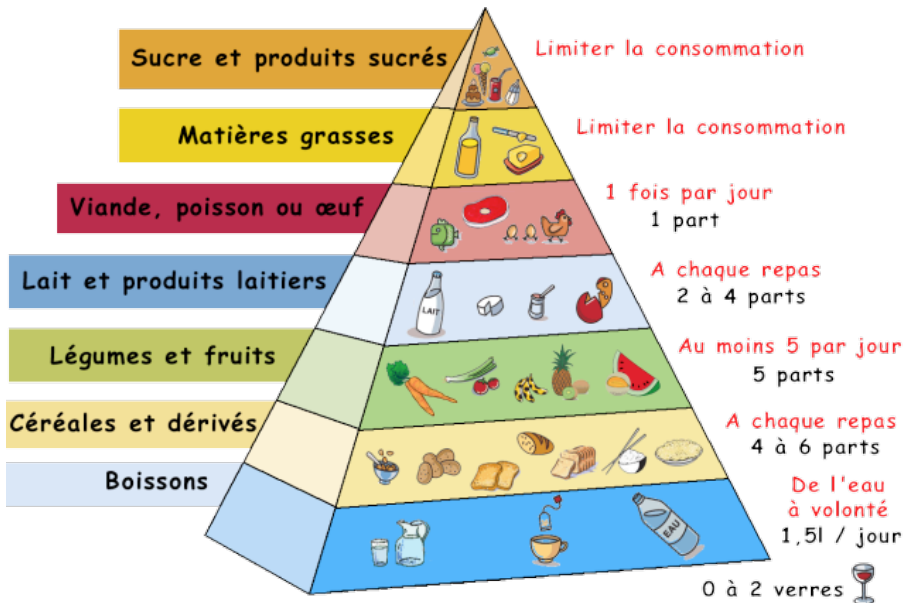 Sucre et produits sucrés
Limiter la consommation
Matières grasses
Limiter la consommation
Viande, poisson ou œuf
1 fois par jour
1 part
Lait et produits laitiers
LAIT
A chaque repas
2 à 4 parts
Légumes et fruits
Au moins 5 par jour
5 parts
Céréales et dérivés
A chaque repas
4 à 6 parts
Boissons
EAU
De l'eau
à volonté
1,5l / jour
0 à 2 verres